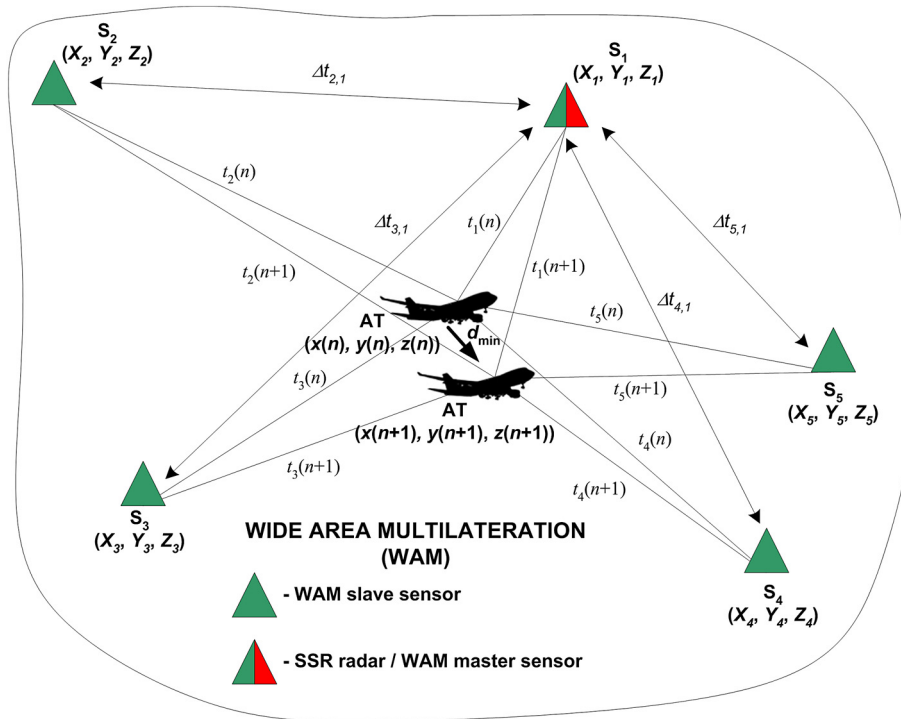 S₂
(X₂, Y₂, Z₂)
S₁
(X₁, Y₁, Z₁)
Δt₂,₁
t₂(n)
Δt₃,₁
t₁(n)
Δt₅,₁
t₂(n+1)
t₁(n+1)
Δt₄,₁
AT
(x(n), y(n), z(n))
d_min
t₅(n)
t₃(n)
t₅(n+1)
S₅
(X₅, Y₅, Z₅)
AT
(x(n+1), y(n+1), z(n+1))
t₄(n)
t₃(n+1)
t₄(n+1)
S₃
(X₃, Y₃, Z₃)
WIDE AREA MULTILATERATION
(WAM)
- WAM slave sensor
S₄
(X₄, Y₄, Z₄)
- SSR radar / WAM master sensor